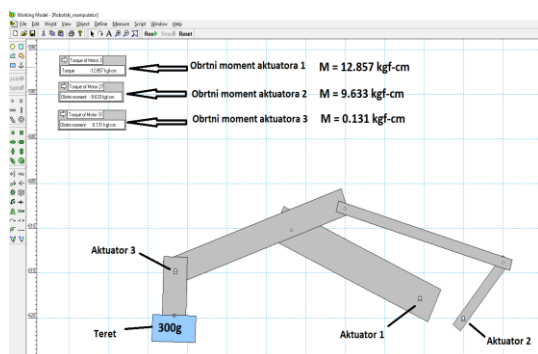 Working Model - [Robotski_manipulator]
File Edit World View Object Define Measure Script Window Help
Run Stop Reset
Torque of Motor 3
Torque 12.857 kgf-cm
Obrtni moment aktuatora 1 M = 12.857 kgf-cm
Torque of Motor 27
Obrtni moment 9.633 kgf-cm
Obrtni moment aktuatora 2 M = 9.633 kgf-cm
Torque of Motor 31
Obrtni moment 0.131 kgf-cm
Obrtni moment aktuatora 3 M = 0.131 kgf-cm
Aktuator 3
Aktuator 1
Aktuator 2
Teret
300g